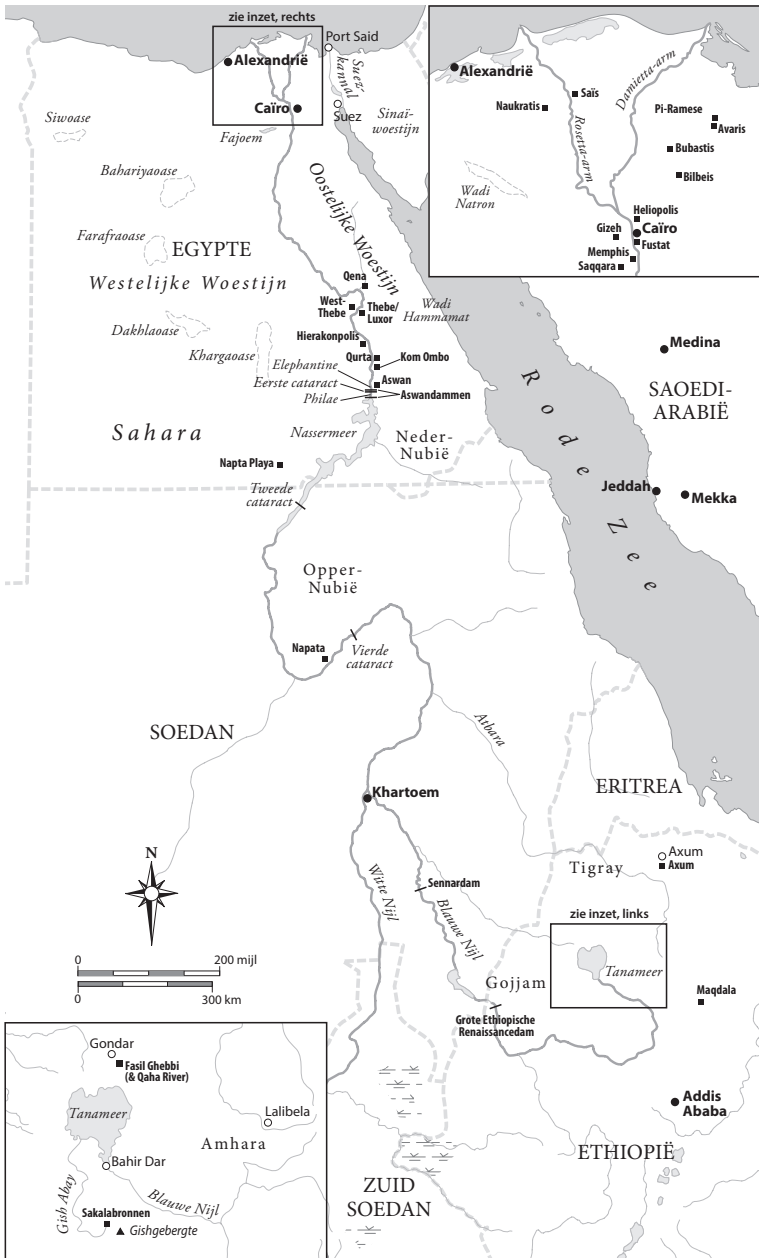 zie inzet, rechts
Port Said
Alexandrië
Suez-
kannal
Caïro
Suez
Siwoase
Fajoem
Sinaï-
woestijn
Bahariyaoase
Oostelijke Woestijn
Farafraoase
EGYPTE
Westelijke Woestijn
Qena
West-
Thebe
Thebe/
Luxor
Wadi
Hammamat
Dakhlaoase
Khargaoase
Hierakonpolis
Qurta
Kom Ombo
Elephantine
Aswan
Eerste cataract
Philae
Aswandammen
Sahara
Nassermeer
Neder-
Nubië
Napta Playa
Tweede
cataract
Opper-
Nubië
Napata
Vierde
cataract
SOEDAN
Atbara
Khartoem
Alexandrië
Saïs
Damietta-arm
Naukratis
Pi-Ramese
Avaris
Rosetta-arm
Bubastis
Bilbeis
Wadi
Natron
Heliopolis
Gizeh
Caïro
Fustat
Memphis
Saqqara
Medina
SAOEDI-
ARABIË
Rode Zee
Jeddah
Mekka
ERITREA
Axum
Axum
Tigray
N
Witte Nijl
Sennardam
Blauwe Nijl
zie inzet, links
0
200 mijl
0
300 km
Gojjam
Tanameer
Maqdala
Grote Ethiopische
Renaissancedam
Addis
Ababa
ETHIOPIË
ZUID
SOEDAN
Gondar
Fasil Ghebbi
(& Qaha River)
Tanameer
Lalibela
Amhara
Bahir Dar
Gish Abay
Blauwe Nijl
Sakalabronnen
Gishgebergte